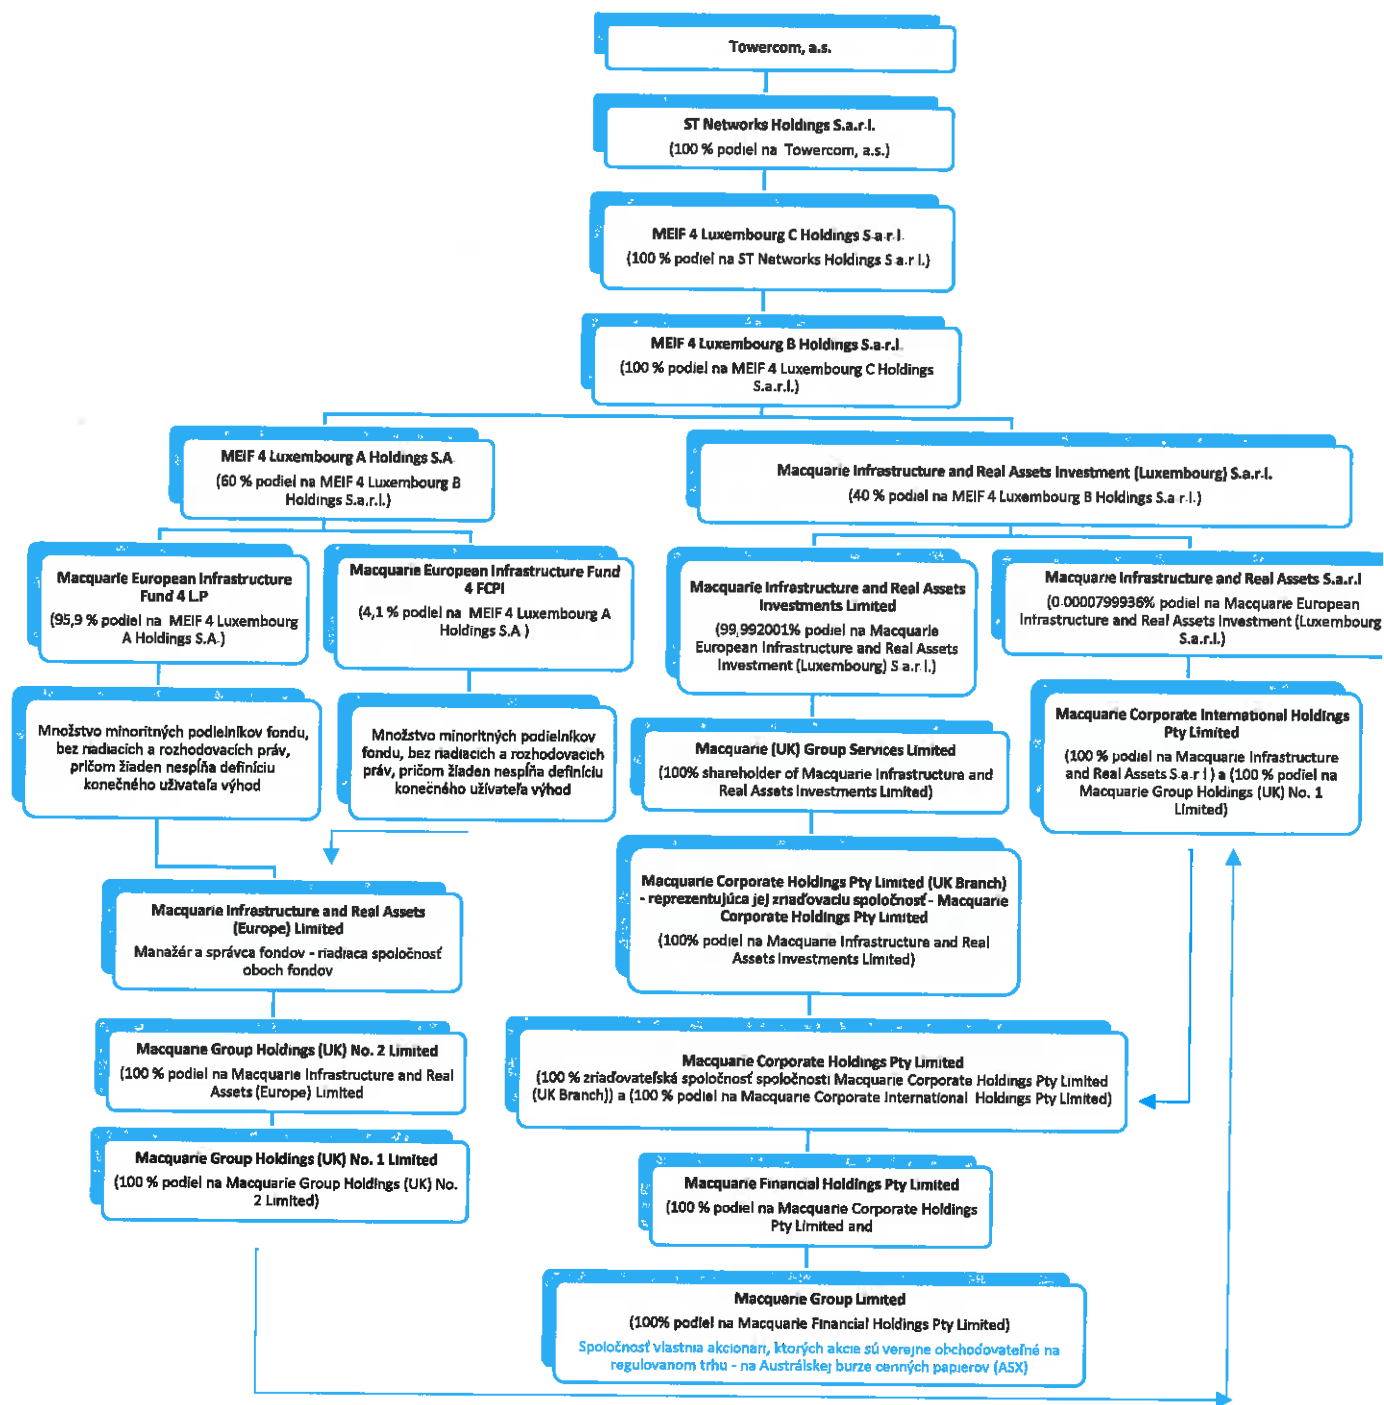 Towercom, a.s.
ST Networks Holdings S.a.r.l.
(100 % podiel na Towercom, a.s.)
MEIF 4 Luxembourg C Holdings S a r l
(100 % podiel na ST Networks Holdings S a.r l.)
MEIF 4 Luxembourg B Holdings S.a.r.l.
(100 % podiel na MEIF 4 Luxembourg C Holdings
S.a.r.l.)
MEIF 4 Luxembourg A Holdings S.A
(60 % podiel na MEIF 4 Luxembourg B
Holdings S.a.r.l.)
Macquarie Infrastructure and Real Assets Investment (Luxembourg) S.a.r.l.
(40 % podiel na MEIF 4 Luxembourg B Holdings S.a r l.)
Macquarie European Infrastructure
Fund 4 L.P
(95,9 % podiel na MEIF 4 Luxembourg
A Holdings S.A.)
Macquarie European Infrastructure Fund
4 FCPI
(4,1 % podiel na MEIF 4 Luxembourg A
Holdings S.A )
Macquarie Infrastructure and Real Assets
Investments Limited
(99,992001% podiel na Macquarie
European Infrastructure and Real Assets
Investment (Luxembourg) S a.r l.)
Macquarie Infrastructure and Real Assets S.a.r.l
(0.0000799936% podiel na Macquarie European
Infrastructure and Real Assets Investment (Luxembourg
S.a.r.l.)
Množstvo minoritných podielníkov fondu,
bez riadiacich a rozhodovacích práv,
pričom žiaden nespĺňa definíciu
konečného užívateľa výhod
Množstvo minoritných podielníkov
fondu, bez riadiacich a rozhodovacích
práv, pričom žiaden nespĺňa definíciu
konečného užívateľa výhod
Macquarie (UK) Group Services Limited
(100% shareholder of Macquarie Infrastructure and
Real Assets Investments Limited)
Macquarie Corporate International Holdings
Pty Limited
(100 % podiel na Macquarie Infrastructure
and Real Assets S.a r l ) a (100 % podiel na
Macquarie Group Holdings (UK) No. 1
Limited)
Macquarie Corporate Holdings Pty Limited (UK Branch)
- reprezentujúca jej zriaďovaciu spoločnosť - Macquarie
Corporate Holdings Pty Limited
(100% podiel na Macquarie Infrastructure and Real
Assets Investments Limited)
Macquarie Infrastructure and Real Assets
(Europe) Limited
Manažér a správca fondov - riadiaca spoločnosť
oboch fondov
Macquarie Group Holdings (UK) No. 2 Limited
(100 % podiel na Macquarie Infrastructure and Real
Assets (Europe) Limited
Macquarie Corporate Holdings Pty Limited
(100 % zriaďovateľská spoločnosť spoločnosti Macquarie Corporate Holdings Pty Limited
(UK Branch)) a (100 % podiel na Macquarie Corporate International Holdings Pty Limited)
Macquarie Group Holdings (UK) No. 1 Limited
(100 % podiel na Macquarie Group Holdings (UK) No.
2 Limited)
Macquarie Financial Holdings Pty Limited
(100 % podiel na Macquarie Corporate Holdings
Pty Limited and
Macquarie Group Limited
(100% podiel na Macquarie Financial Holdings Pty Limited)
Spoločnosť vlastnia akcionari, ktorých akcie sú verejne obchodovateľné na
regulovanom trhu - na Austrálskej burze cenných papierov (ASX)